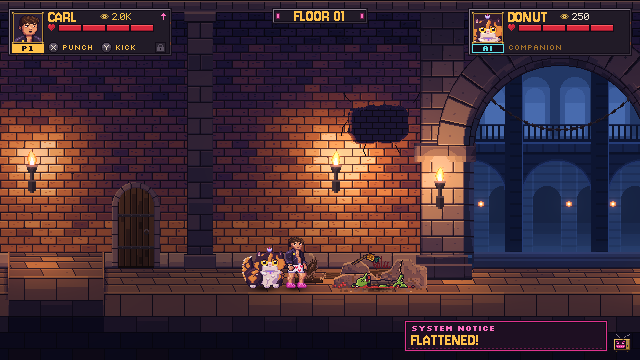 CARL 2.0K
P1 X PUNCH Y KICK
FLOOR 01
DONUT 250
AI COMPANION
SYSTEM NOTICE
FLATTENED!